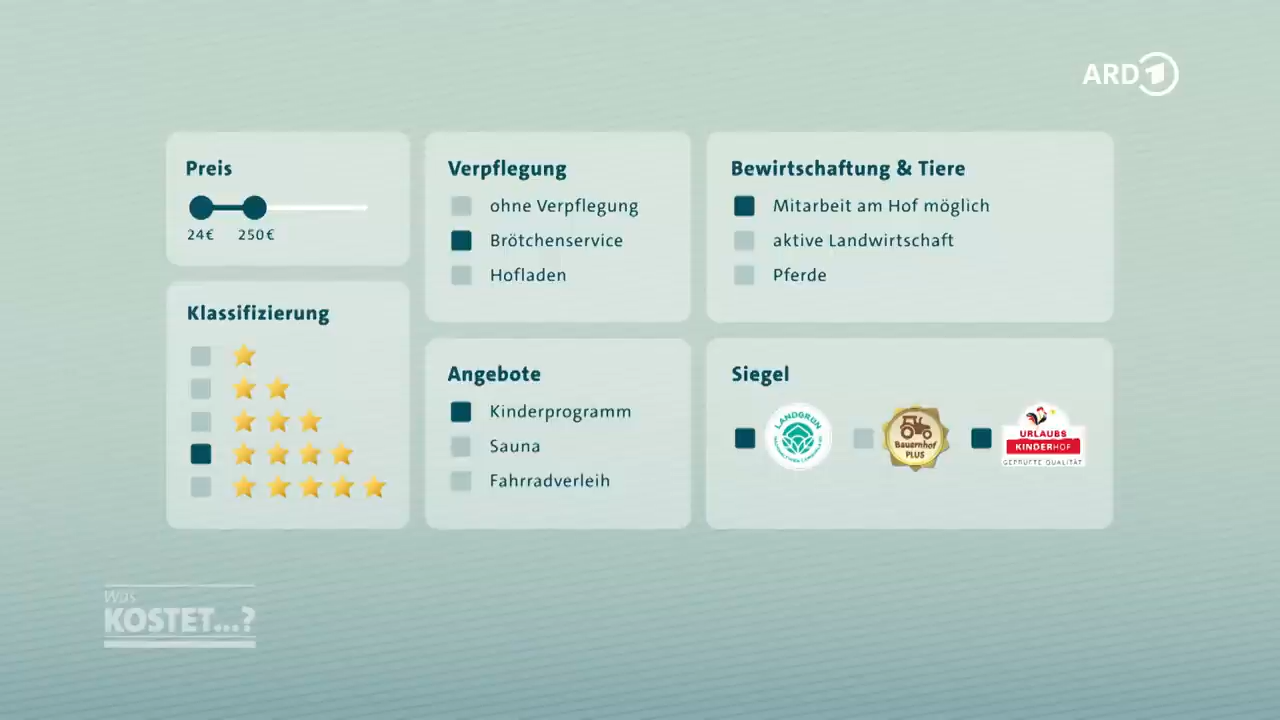 ARD 1
Preis
24€ 250€
Klassifizierung
Verpflegung
ohne Verpflegung
Brötchenservice
Hofladen
Angebote
Kinderprogramm
Sauna
Fahrradverleih
Bewirtschaftung & Tiere
Mitarbeit am Hof möglich
aktive Landwirtschaft
Pferde
Siegel
LANDGRÜN
Bauernhof
PLUS
URLAUBS
KINDERHOF
GEPRÜFTE QUALITÄT
Was
KOSTET...?